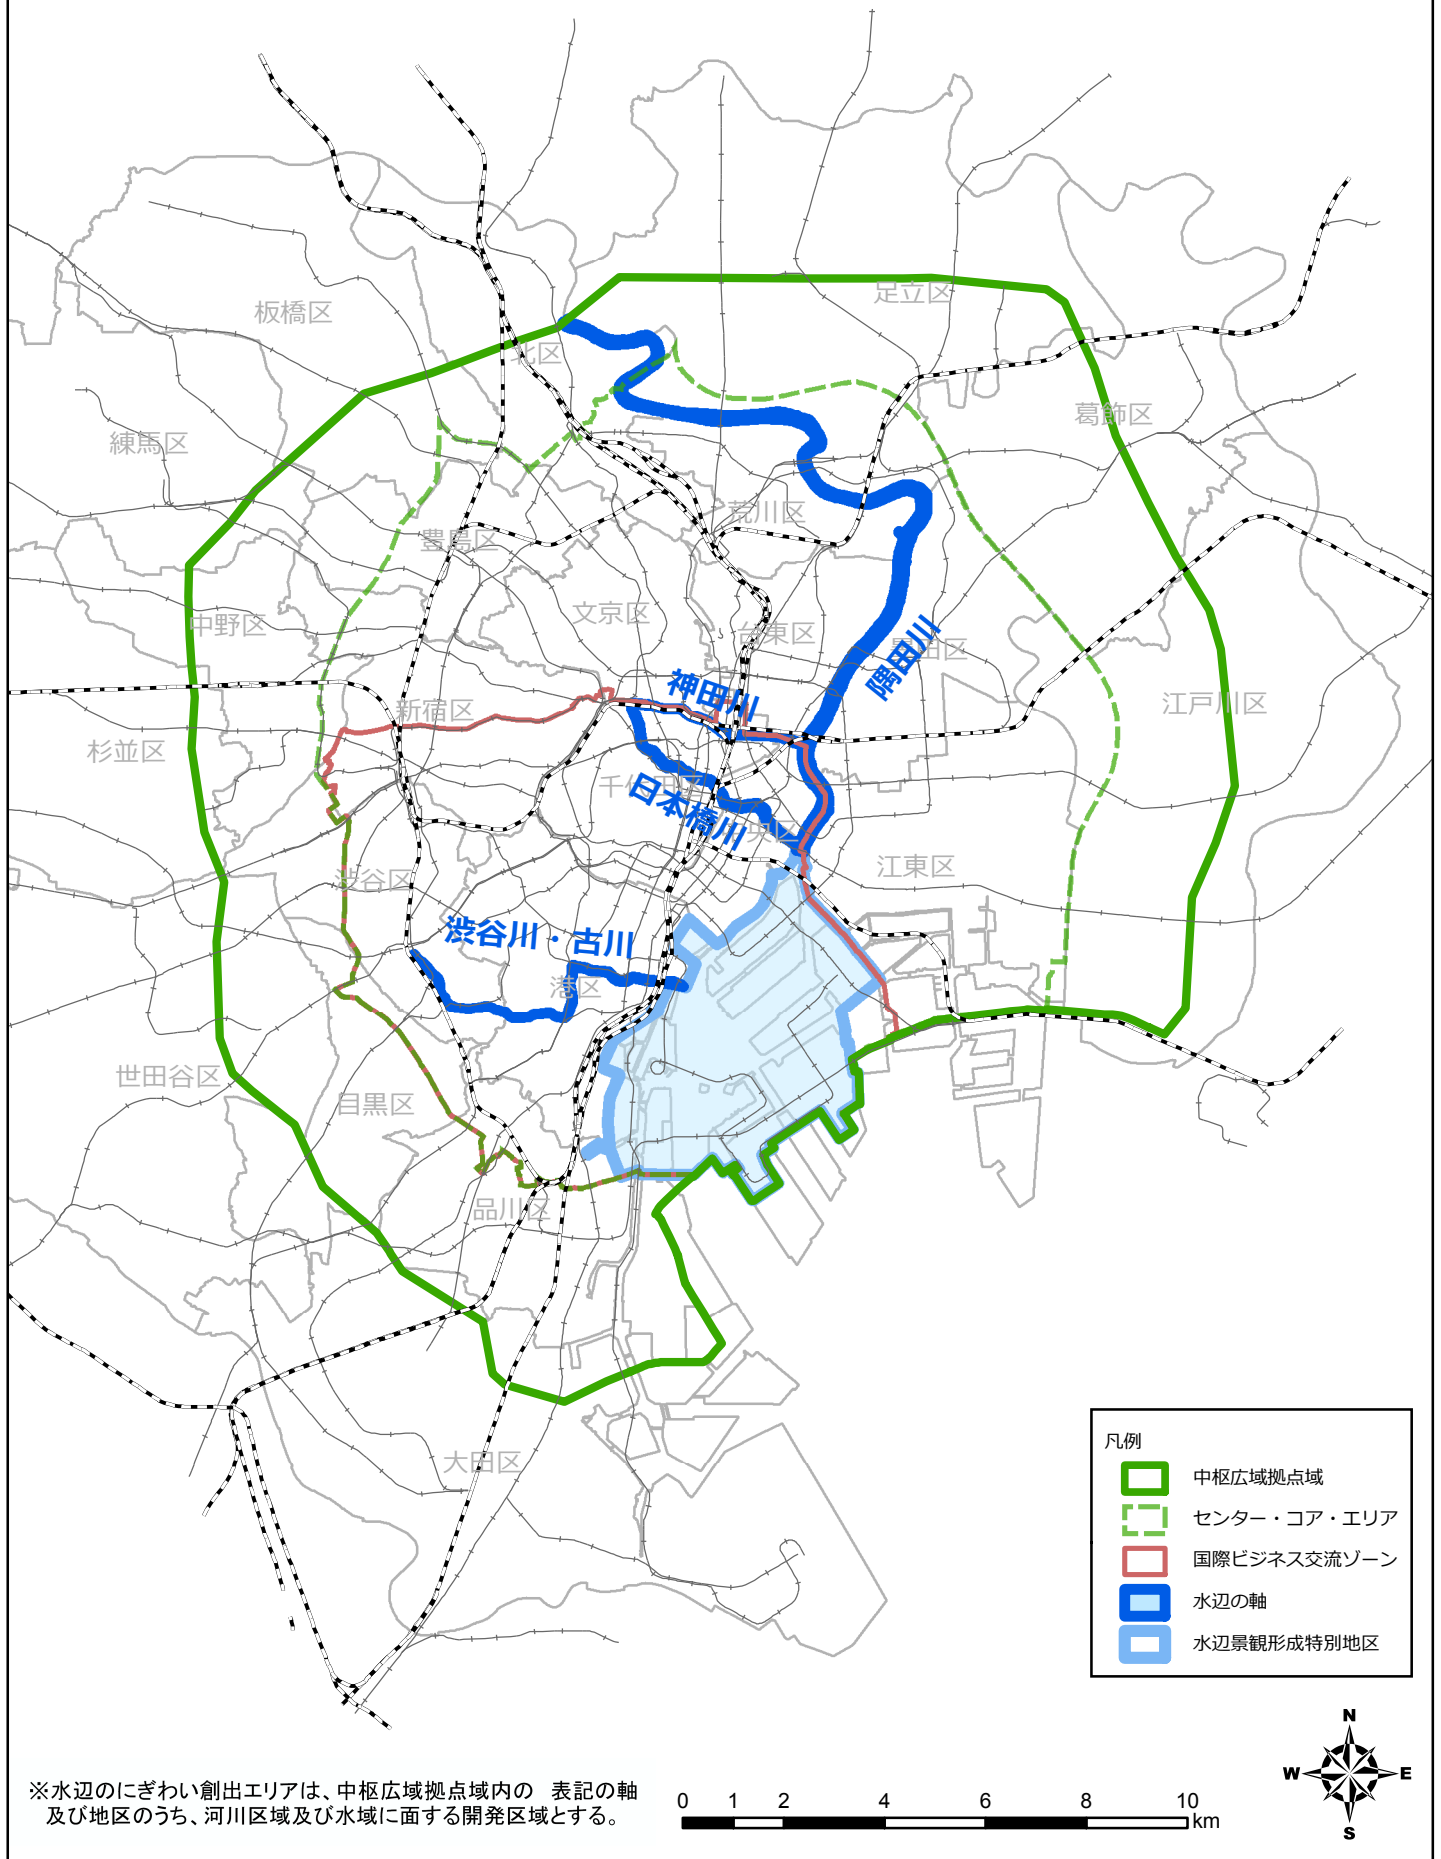 足立区
板橋区
北区
葛飾区
練馬区
荒川区
豊島区
文京区
台東区
墨田区
隅田川
中野区
神田川
江戸川区
新宿区
杉並区
千代田区
日本橋川
中央区
江東区
渋谷区
渋谷川・古川
港区
世田谷区
目黒区
品川区
大田区
凡例
中枢広域拠点域
センター・コア・エリア
国際ビジネス交流ゾーン
水辺の軸
水辺景観形成特別地区
N
W E
S
※水辺のにぎわい創出エリアは、中枢広域拠点域内の 表記の軸
及び地区のうち、河川区域及び水域に面する開発区域とする。
0 1 2 4 6 8 10
km